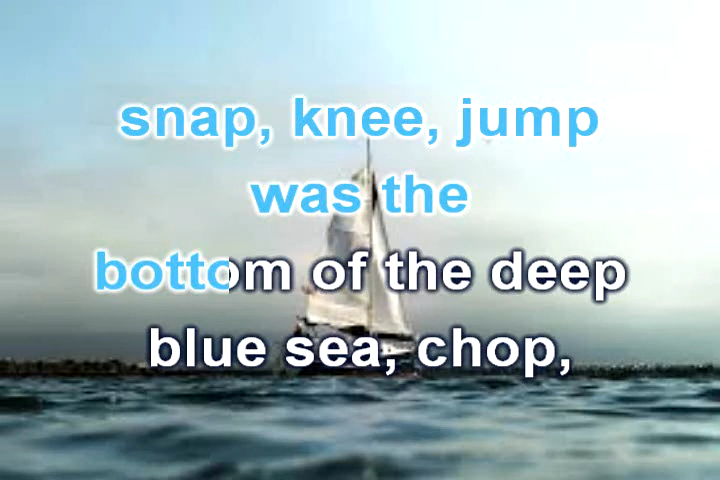 snap, knee, jump
was the
bottom of the deep
blue sea, chop,